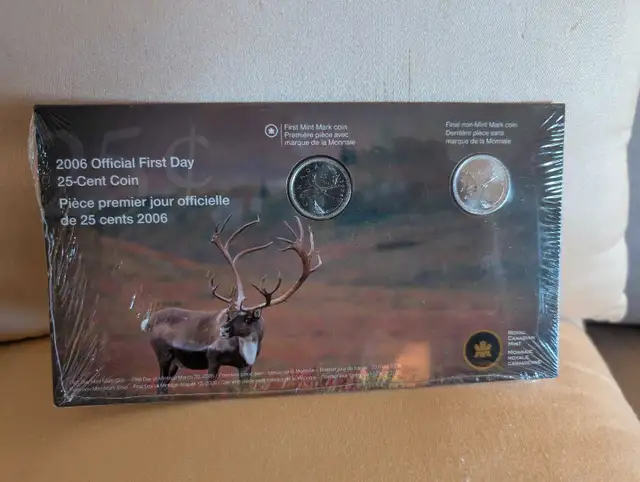 25¢
2006 Official First Day
25-Cent Coin
Pièce premier jour officielle
de 25 cents 2006
First Mint Mark coin
Première pièce avec
marque de la Monnaie
Final non-Mint Mark coin
Dernière pièce sans
marque de la Monnaie
ROYAL
CANADIAN
MINT
MONNAIE
ROYALE
CANADIENNE